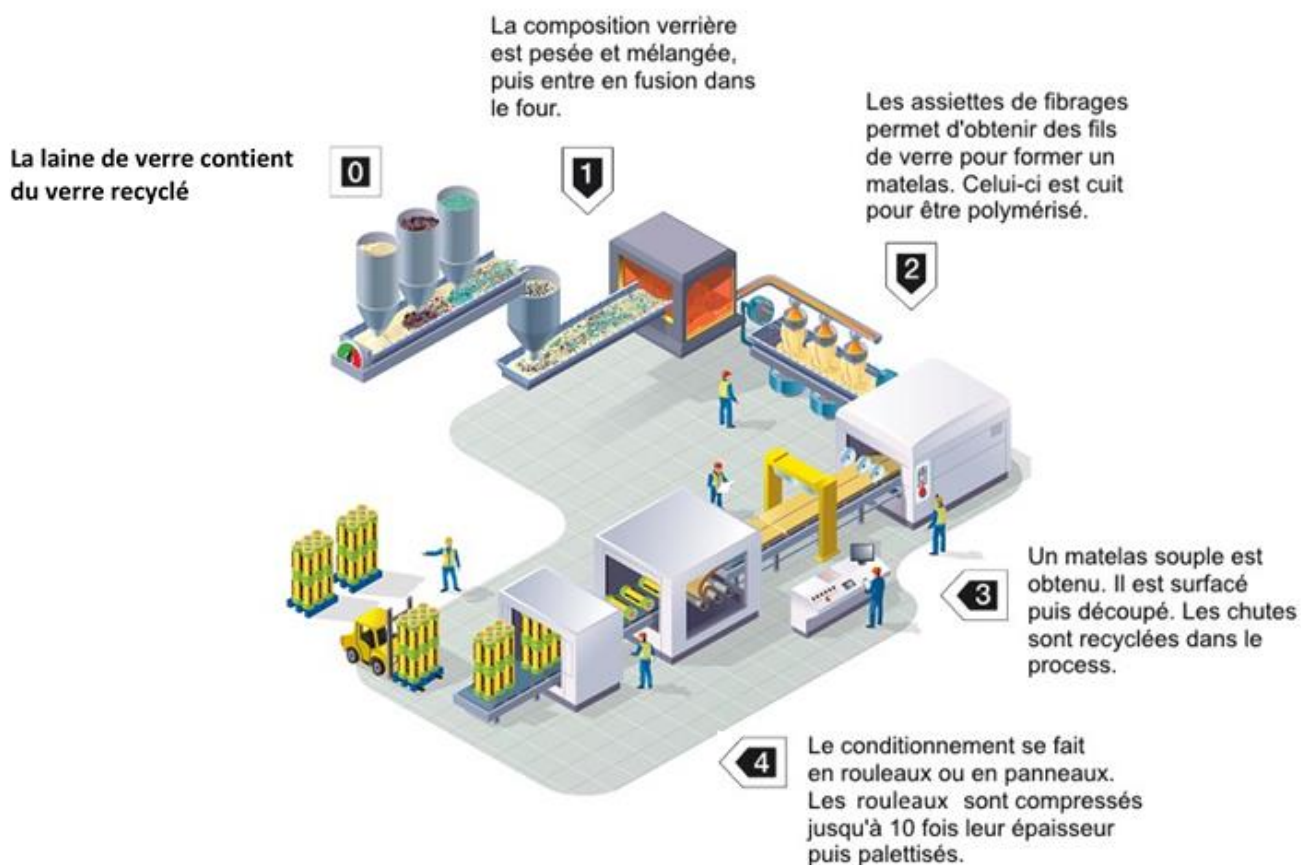 La composition verrière
est pesée et mélangée,
puis entre en fusion dans
le four.
Les assiettes de fibrages
permet d'obtenir des fils
de verre pour former un
matelas. Celui-ci est cuit
pour être polymérisé.
La laine de verre contient
du verre recyclé
0
1
2
Un matelas souple est
obtenu. Il est surfacé
puis découpé. Les chutes
sont recyclées dans le
process.
3
4
Le conditionnement se fait
en rouleaux ou en panneaux.
Les rouleaux sont compressés
jusqu'à 10 fois leur épaisseur
puis palettisés.